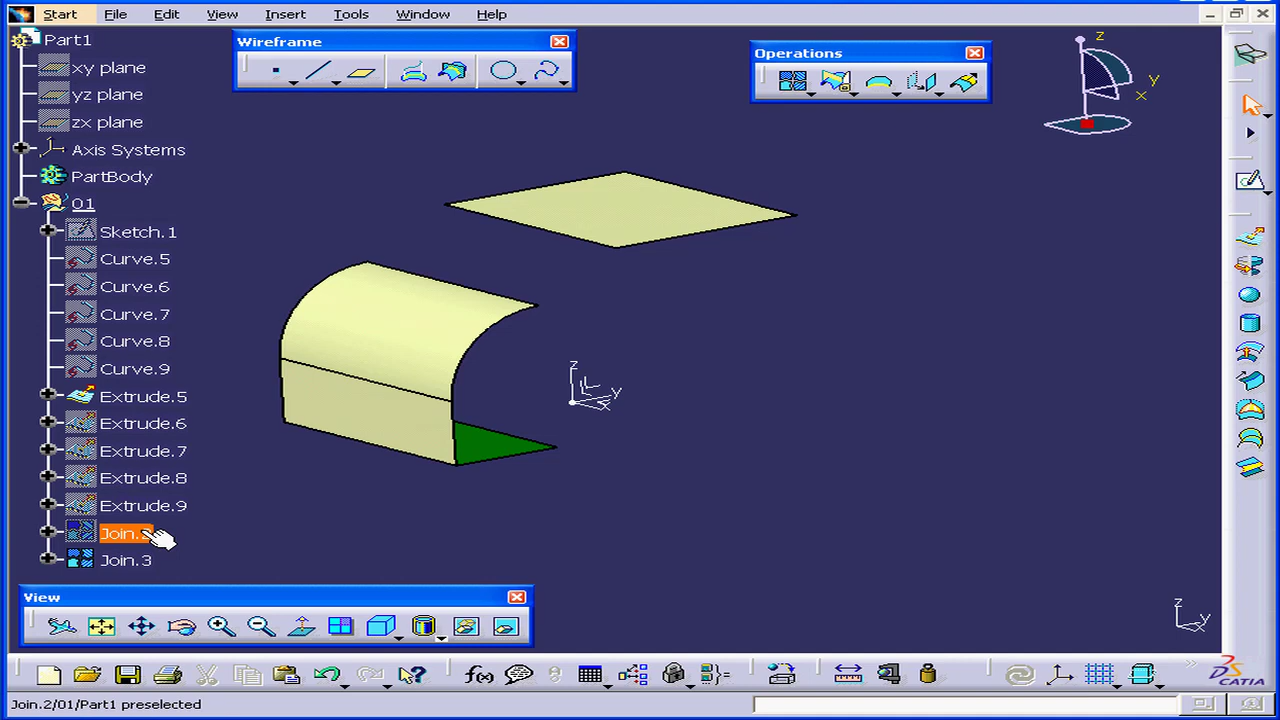 Start File Edit View Insert Tools Window Help
Part1
Wireframe
Operations
z
y
x
xy plane
yz plane
zx plane
Axis Systems
PartBody
01
Sketch.1
Curve.5
Curve.6
Curve.7
Curve.8
Curve.9
z
y
x
Extrude.5
Extrude.6
Extrude.7
Extrude.8
Extrude.9
Join.
Join.3
View
z
y
x
f(x)
CATIA
Join.2/01/Part1 preselected